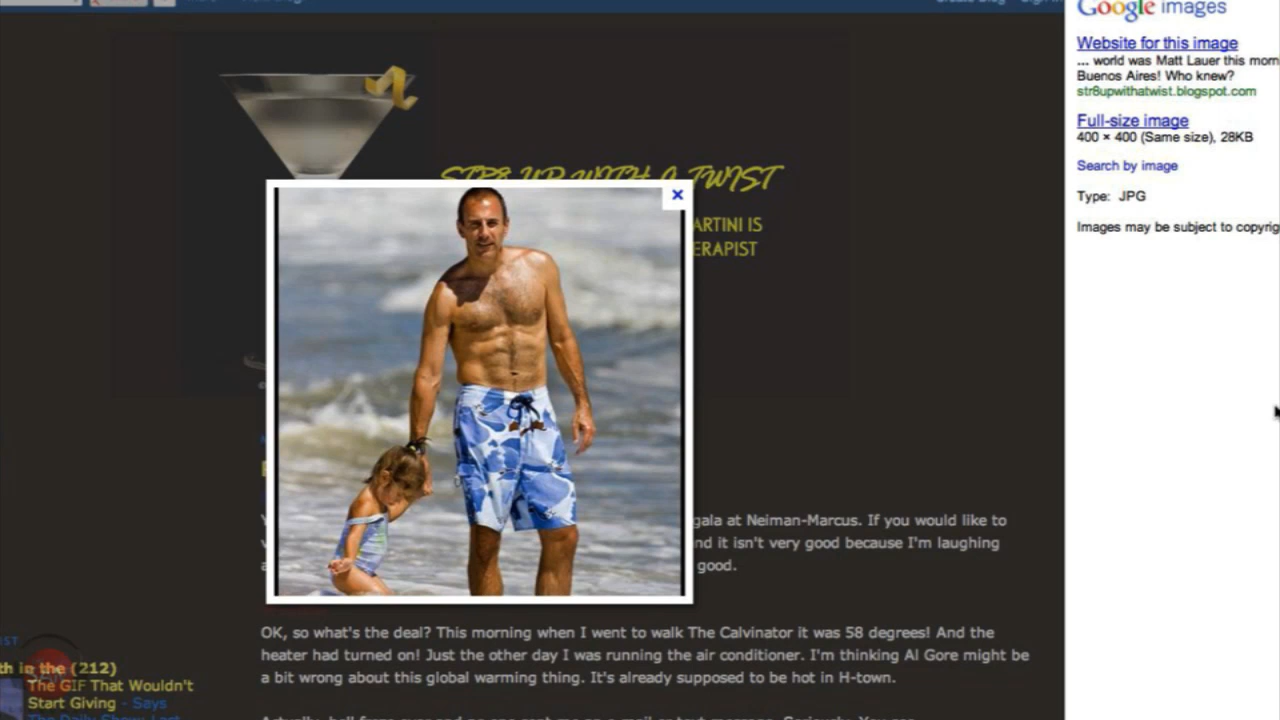 Google images
Website for this image
... world was Matt Lauer this morn
Buenos Aires! Who knew?
str8upwithatwist.blogspot.com
Full-size image
400 × 400 (Same size), 28KB
Search by image
Type: JPG
Images may be subject to copyrig
STR8 UP WITH A TWIST
ARTINI IS
ERAPIST
gala at Neiman-Marcus. If you would like to
nd it isn't very good because I'm laughing
good.
OK, so what's the deal? This morning when I went to walk The Calvinator it was 58 degrees! And the
heater had turned on! Just the other day I was running the air conditioner. I'm thinking Al Gore might be
a bit wrong about this global warming thing. It's already supposed to be hot in H-town.
EST
th in the (212)
The GIF That Wouldn't
Start Giving - Says
The Daily Show: Last